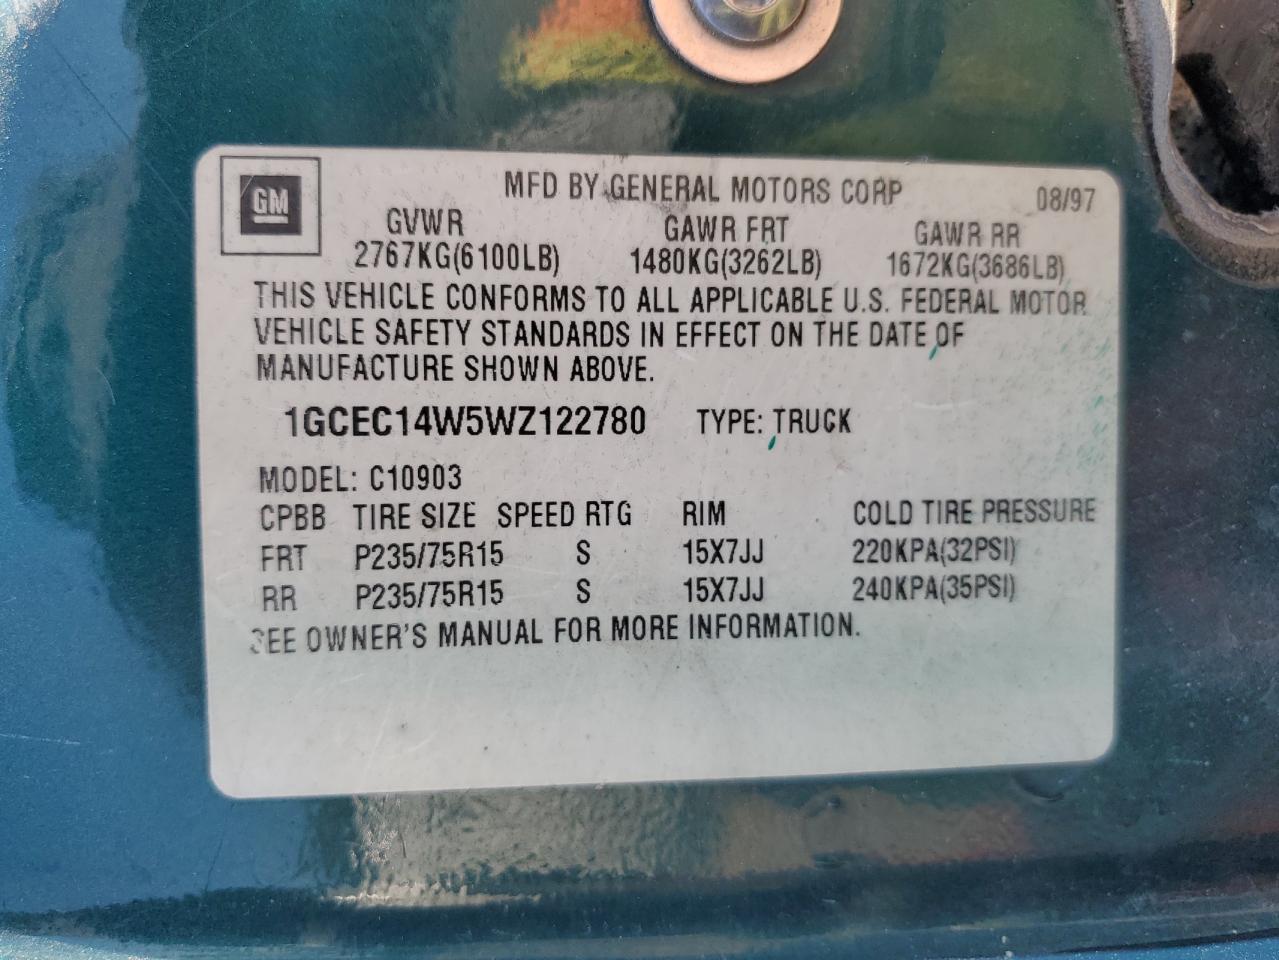 GM
MFD BY GENERAL MOTORS CORP 08/97
GVWR GAWR FRT GAWR RR
2767KG(6100LB) 1480KG(3262LB) 1672KG(3686LB)
THIS VEHICLE CONFORMS TO ALL APPLICABLE U.S. FEDERAL MOTOR
VEHICLE SAFETY STANDARDS IN EFFECT ON THE DATE OF
MANUFACTURE SHOWN ABOVE.
1GCEC14W5WZ122780 TYPE: TRUCK
MODEL: C10903
CPBB TIRE SIZE SPEED RTG RIM COLD TIRE PRESSURE
FRT P235/75R15 S 15X7JJ 220KPA(32PSI)
RR P235/75R15 S 15X7JJ 240KPA(35PSI)
SEE OWNER'S MANUAL FOR MORE INFORMATION.